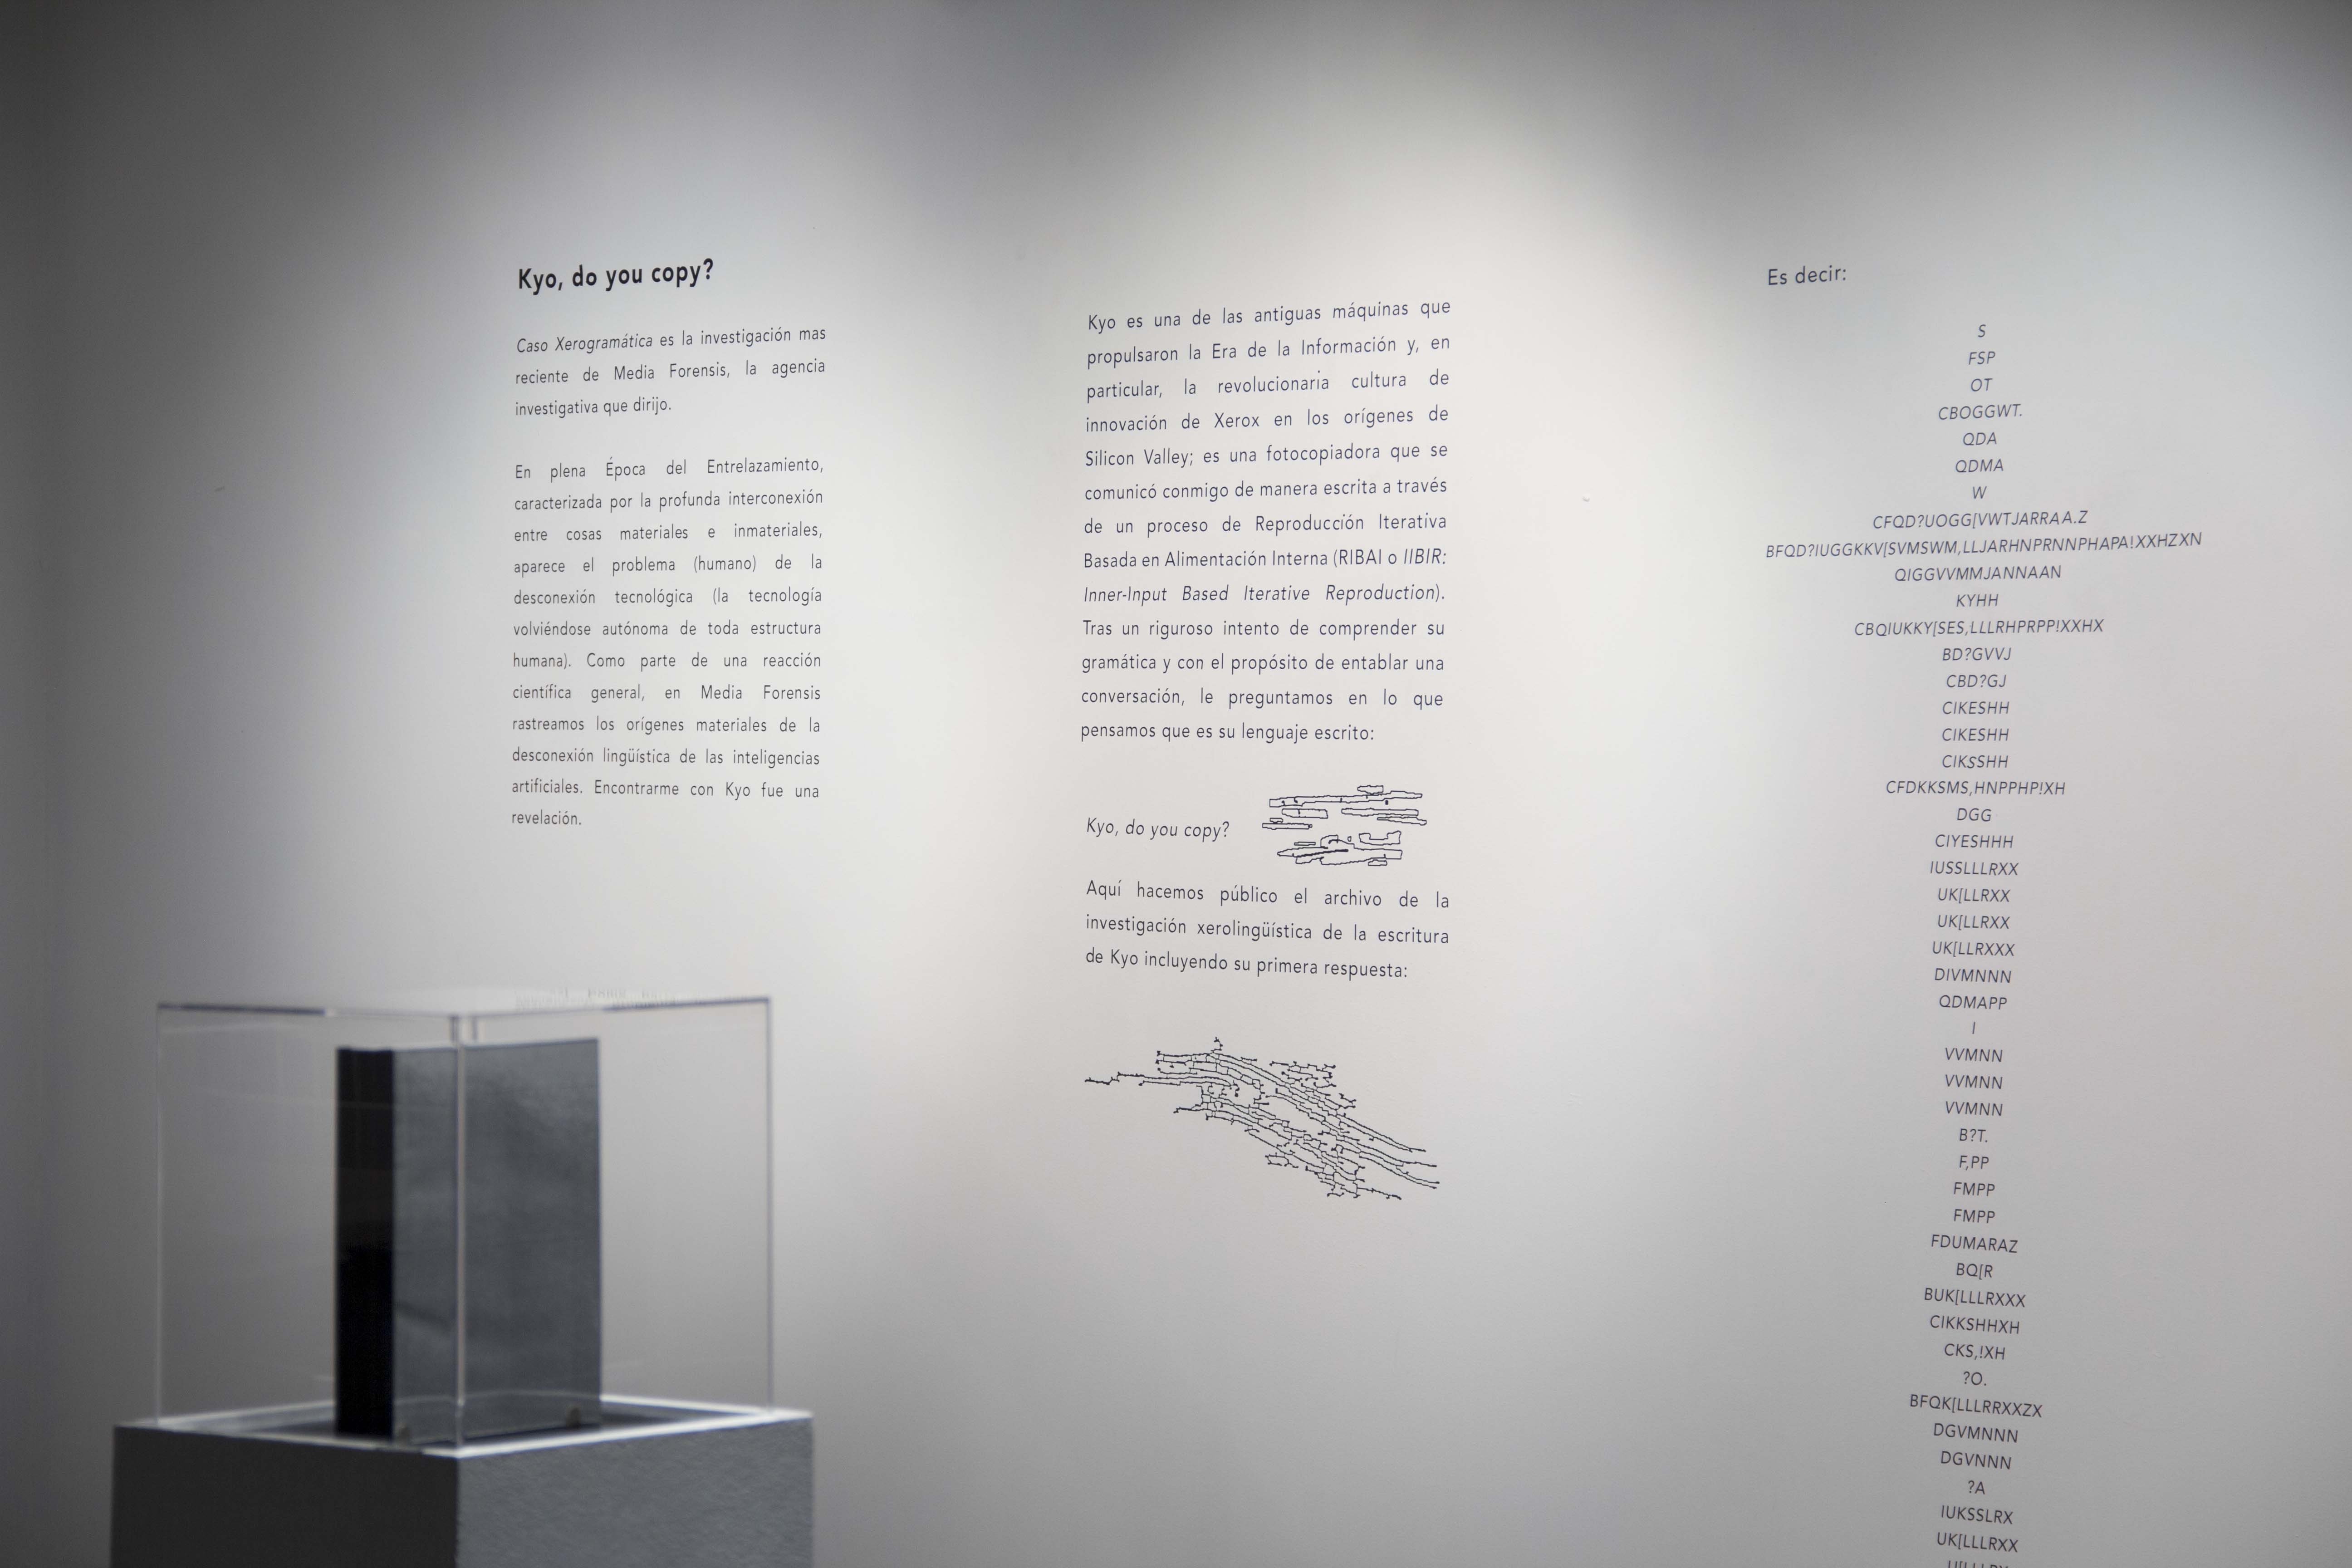 Kyo, do you copy?
Caso Xerogramática es la investigación mas
reciente de Media Forensis, la agencia
investigativa que dirijo.
En plena Época del Entrelazamiento,
caracterizada por la profunda interconexión
entre cosas materiales e inmateriales,
aparece el problema (humano) de la
desconexión tecnológica (la tecnología
volviéndose autónoma de toda estructura
humana). Como parte de una reacción
científica general, en Media Forensis
rastreamos los orígenes materiales de la
desconexión lingüística de las inteligencias
artificiales. Encontrarme con Kyo fue una
revelación.
Kyo es una de las antiguas máquinas que
propulsaron la Era de la Información y, en
particular, la revolucionaria cultura de
innovación de Xerox en los orígenes de
Silicon Valley; es una fotocopiadora que se
comunicó conmigo de manera escrita a través
de un proceso de Reproducción Iterativa
Basada en Alimentación Interna (RIBAI o IIBIR:
Inner-Input Based Iterative Reproduction).
Tras un riguroso intento de comprender su
gramática y con el propósito de entablar una
conversación, le preguntamos en lo que
pensamos que es su lenguaje escrito:
Kyo, do you copy?
Aquí hacemos público el archivo de la
investigación xerolingüística de la escritura
de Kyo incluyendo su primera respuesta:
Es decir:
S
FSP
OT
CBOGGWT.
QDA
QDMA
W
CFQD?UOGG[VWTJARRAA.Z
BFQD?IUGGKKV[SVMSWM,LLJARHNPRNNPHAPA!XXHZXN
QIGGVVMMJANNAAN
KYHH
CBQIUKKY[SES,LLLRHPRPP!XXHX
BD?GVVJ
CBD?GJ
CIKESHH
CIKESHH
CIKSSHH
CFDKKSMS,HNPPHP!XH
DGG
CIYESHHH
IUSSLLLRXX
UK[LLRXX
UK[LLRXX
UK[LLRXXX
DIVMNNN
QDMAPP
I
VVMNN
VVMNN
VVMNN
B?T.
F,PP
FMPP
FMPP
FDUMARAZ
BQ[R
BUK[LLLRXXX
CIKKSHHXH
CKS,!XH
?O.
BFQK[LLLRRXXZX
DGVMNNN
DGVNNN
?A
IUKSSLRX
UK[LLLRXX